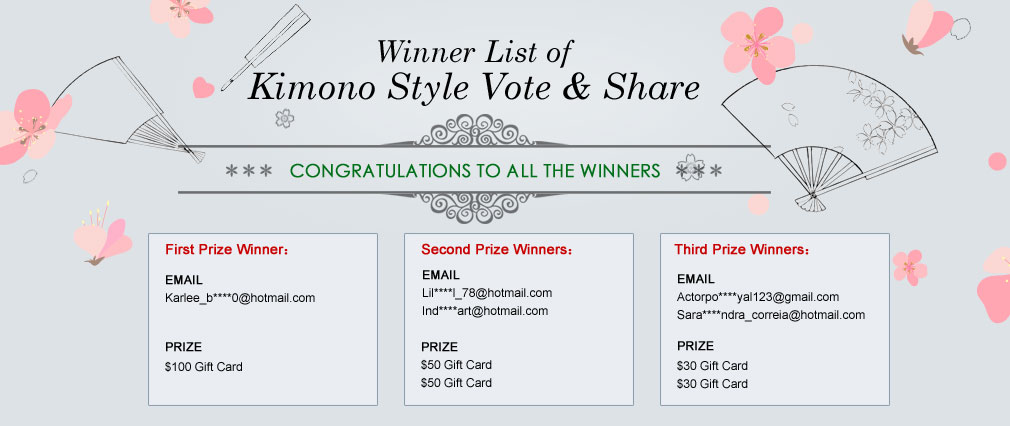 Winner List of
Kimono Style Vote & Share
*** CONGRATULATIONS TO ALL THE WINNERS ***
First Prize Winner:
EMAIL
Karlee_b****0@hotmail.com
PRIZE
$100 Gift Card
Second Prize Winners:
EMAIL
Lil****l_78@hotmail.com
Ind****art@hotmail.com
PRIZE
$50 Gift Card
$50 Gift Card
Third Prize Winners:
EMAIL
Actorpo****yal123@gmail.com
Sara****ndra_correia@hotmail.com
PRIZE
$30 Gift Card
$30 Gift Card